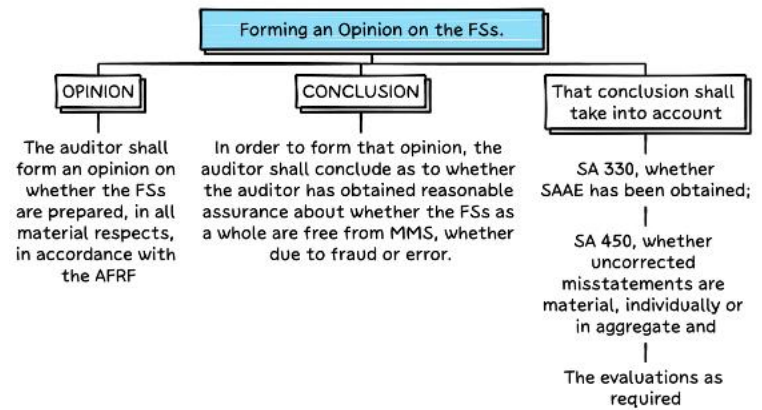 Forming an Opinion on the FSs.
OPINION
The auditor shall
form an opinion on
whether the FSs
are prepared, in all
material respects,
in accordance with
the AFRF
CONCLUSION
In order to form that opinion, the
auditor shall conclude as to whether
the auditor has obtained reasonable
assurance about whether the FSs as
a whole are free from MMS, whether
due to fraud or error.
That conclusion shall
take into account
SA 330, whether
SAAE has been obtained;
SA 450, whether
uncorrected
misstatements are
material, individually or
in aggregate and
The evaluations as
required